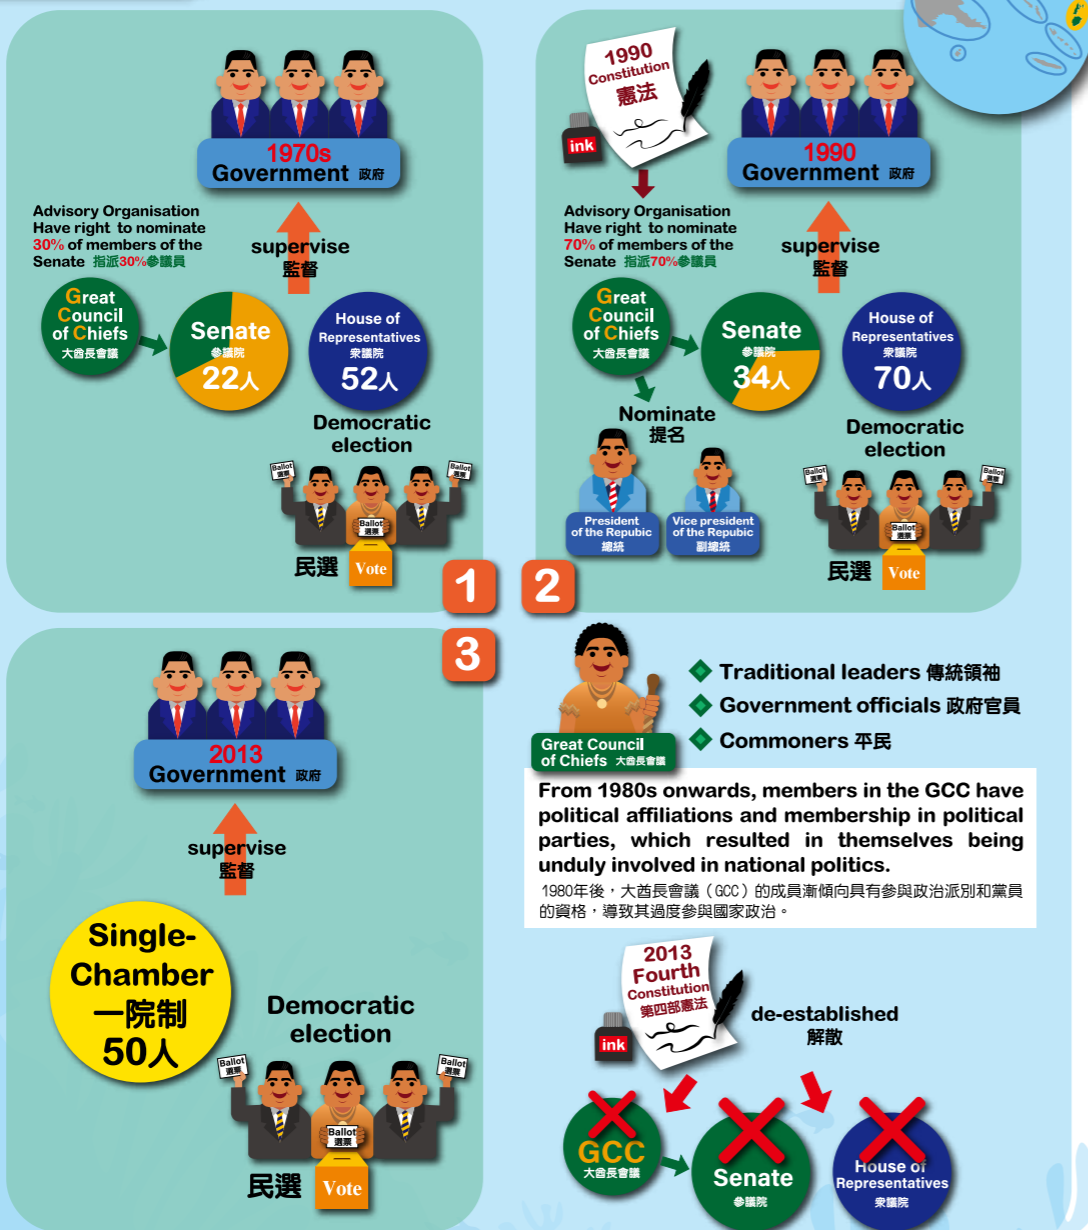 1970s
Government 政府
Advisory Organisation
Have right to nominate
30% of members of the
Senate 指派30%參議員
supervise
監督
Great
Council
of Chiefs
大酋長會議
Senate
參議院
22人
House of
Representatives
衆議院
52人
Democratic
election
Ballot
選票
Ballot
選票
Ballot
選票
民選
Vote
1
1990
Constitution
憲法
ink
1990
Government 政府
Advisory Organisation
Have right to nominate
70% of members of the
Senate 指派70%參議員
supervise
監督
Great
Council
of Chiefs
大酋長會議
Senate
參議院
34人
House of
Representatives
衆議院
70人
Nominate
提名
President
of the Repubic
總統
Vice president
of the Repubic
副總統
Democratic
election
Ballot
選票
Ballot
選票
Ballot
選票
民選
Vote
2
3
2013
Government 政府
supervise
監督
Single-
Chamber
一院制
50人
Democratic
election
Ballot
選票
Ballot
選票
Ballot
選票
民選
Vote
Great Council
of Chiefs 大酋長會議
Traditional leaders 傳統領袖
Government officials 政府官員
Commoners 平民
From 1980s onwards, members in the GCC have
political affiliations and membership in political
parties, which resulted in themselves being
unduly involved in national politics.
1980年後，大酋長會議（GCC）的成員漸傾向具有參與政治派別和黨員
的資格，導致其過度參與國家政治。
2013
Fourth
Constitution
第四部憲法
ink
de-established
解散
GCC
大酋長會議
Senate
參議院
House of
Representatives
衆議院